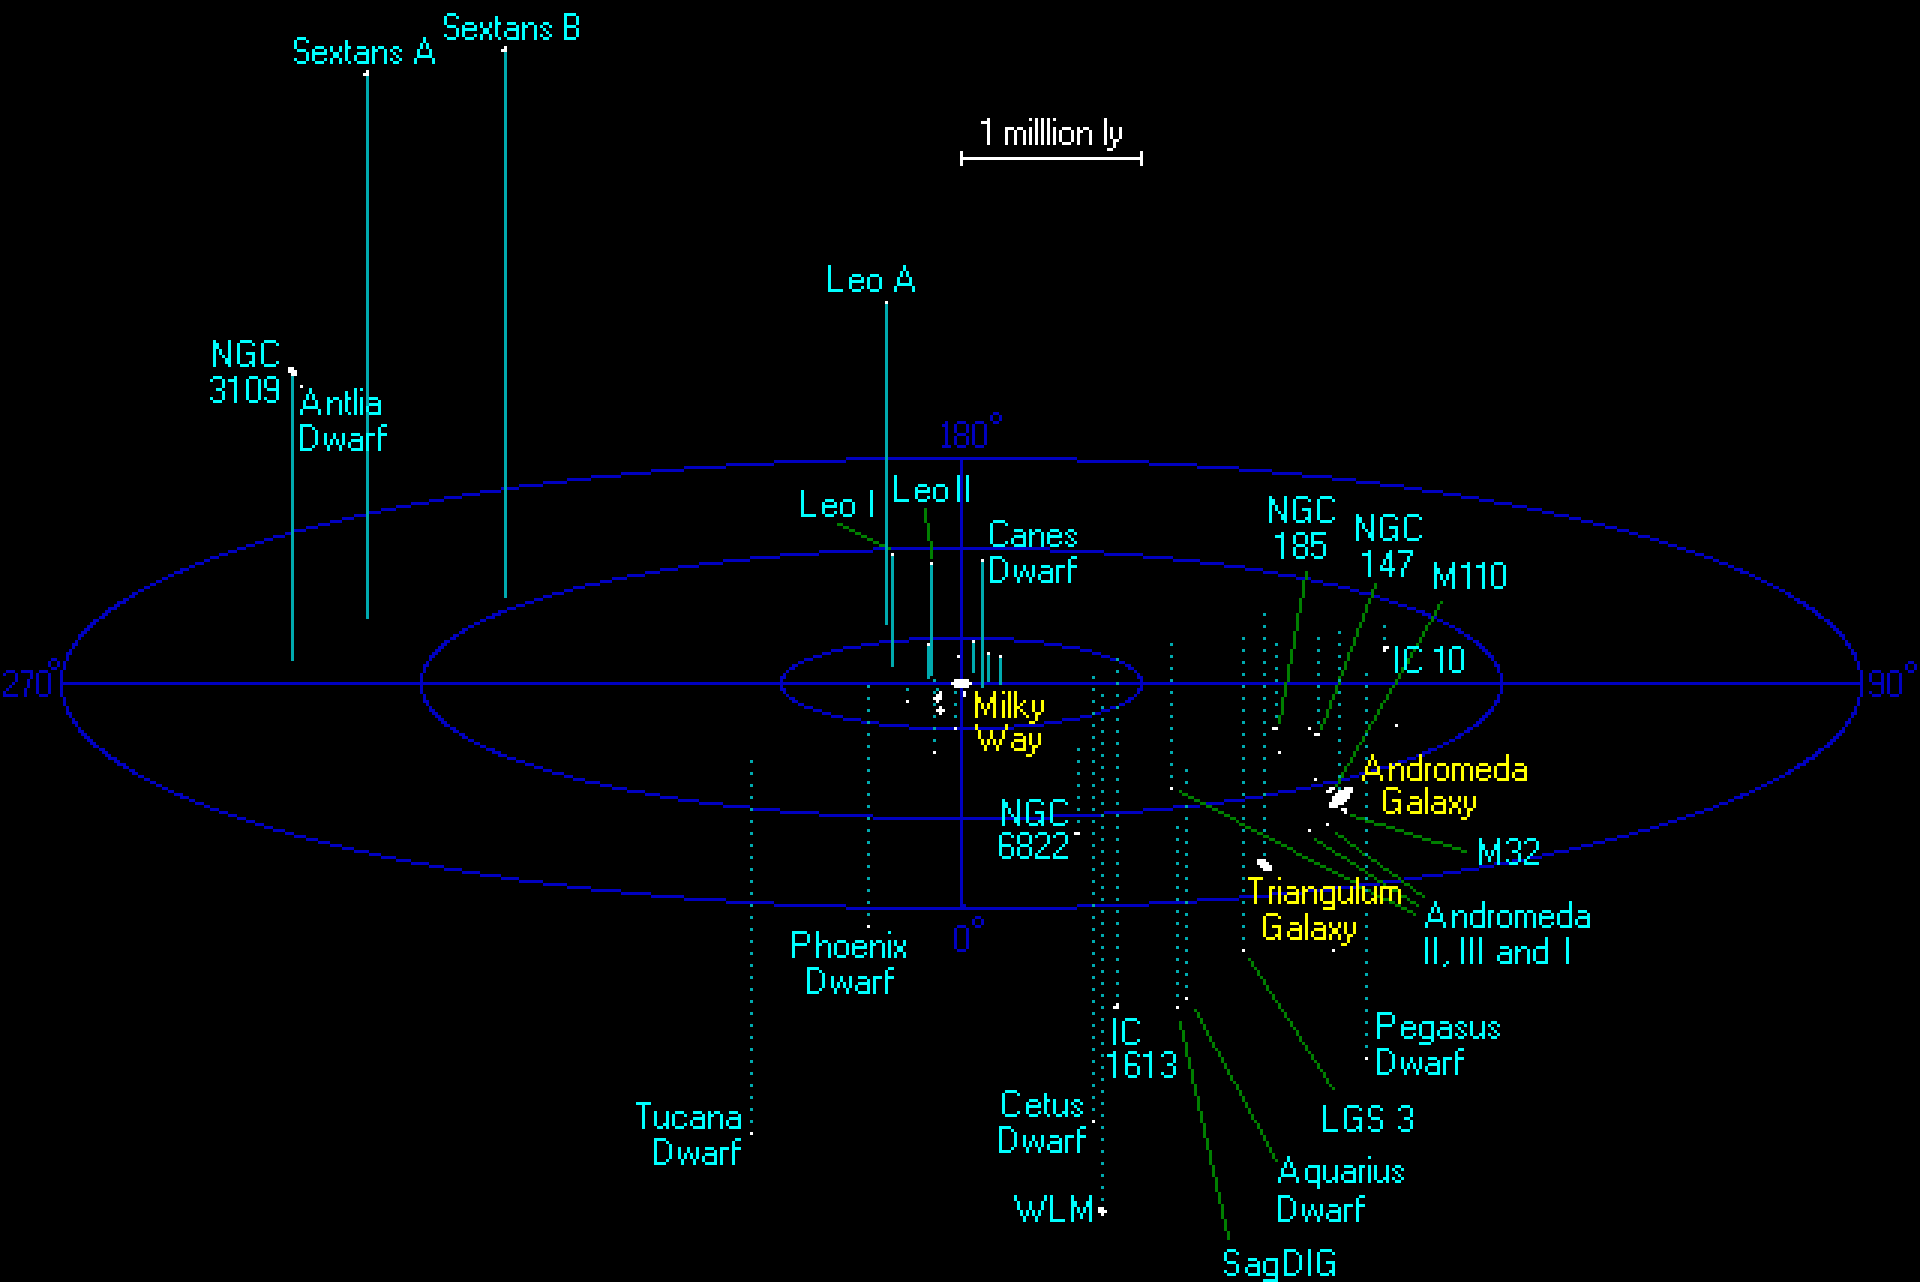 Sextans B
Sextans A
1 milllion ly
Leo A
NGC
3109
Antlia
Dwarf
180°
Leo I
Leo II
Canes
Dwarf
NGC
185
NGC
147
M110
IC 10
270°
90°
Milky
Way
Andromeda
Galaxy
NGC
6822
M32
Triangulum
Galaxy
Andromeda
II, III and I
0°
Phoenix
Dwarf
IC
1613
Pegasus
Dwarf
Tucana
Dwarf
Cetus
Dwarf
LGS 3
Aquarius
Dwarf
WLM
SagDIG